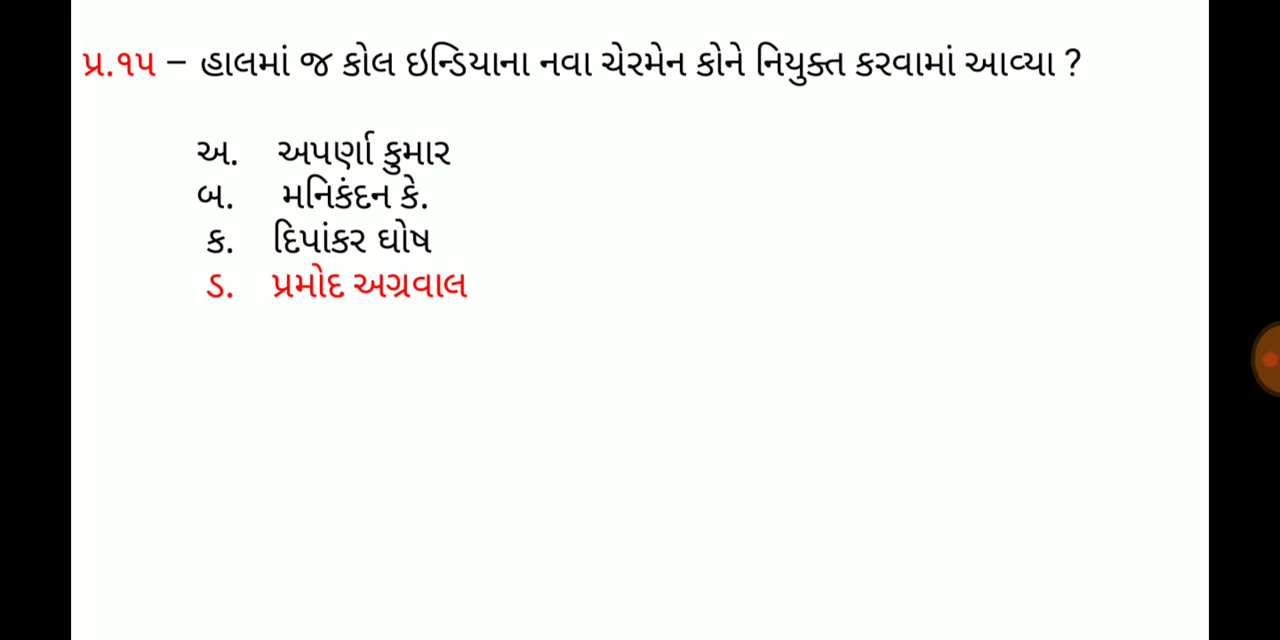 પ્ર.૧૫ – હાલમાં જ કોલ ઇન્ડિયાના નવા ચેરમેન કોને નિયુક્ત કરવામાં આવ્યા ?
અ. અપર્ણા કુમાર
બ. મનિકંદન કે.
ક. દિપાંકર ઘોષ
ડ. પ્રમોદ અગ્રવાલ